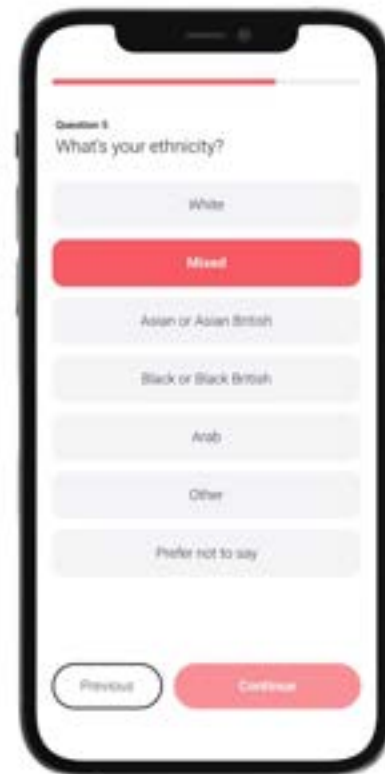 Question 5
What's your ethnicity?
White
Mixed
Asian or Asian British
Black or Black British
Arab
Other
Prefer not to say
Previous
Continue